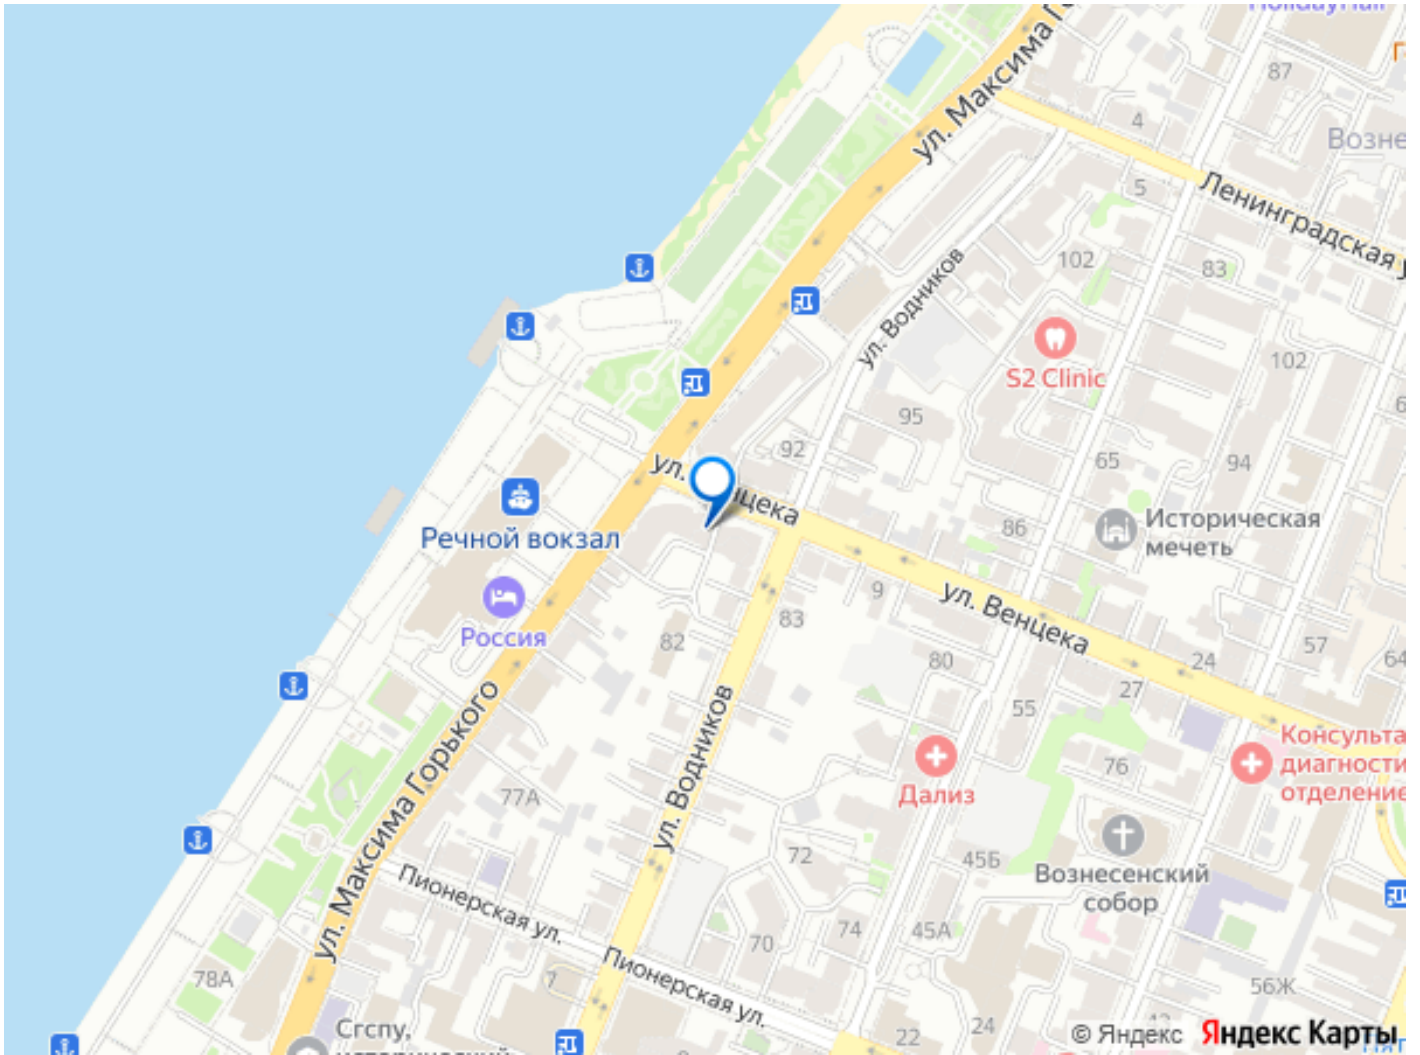 ул. Максима Г
87
4
Возне
5
Ленинградская у
102
83
ул. Водников
S2 Clinic
102
95
92
65
94
ул. Венцека
86
Историческая
мечеть
Речной вокзал
9
ул. Венцека
83
Россия
82
80
24
57
64
27
55
ул. Максима Горького
ул. Водников
Консульта
диагности
отделение
76
Дализ
77А
72
45Б
Вознесенский
собор
Пионерская ул.
74
45А
70
Пионерская ул.
78А
7
56Ж
Сгспу,
исторический
22
24
© Яндекс Яндекс Карты